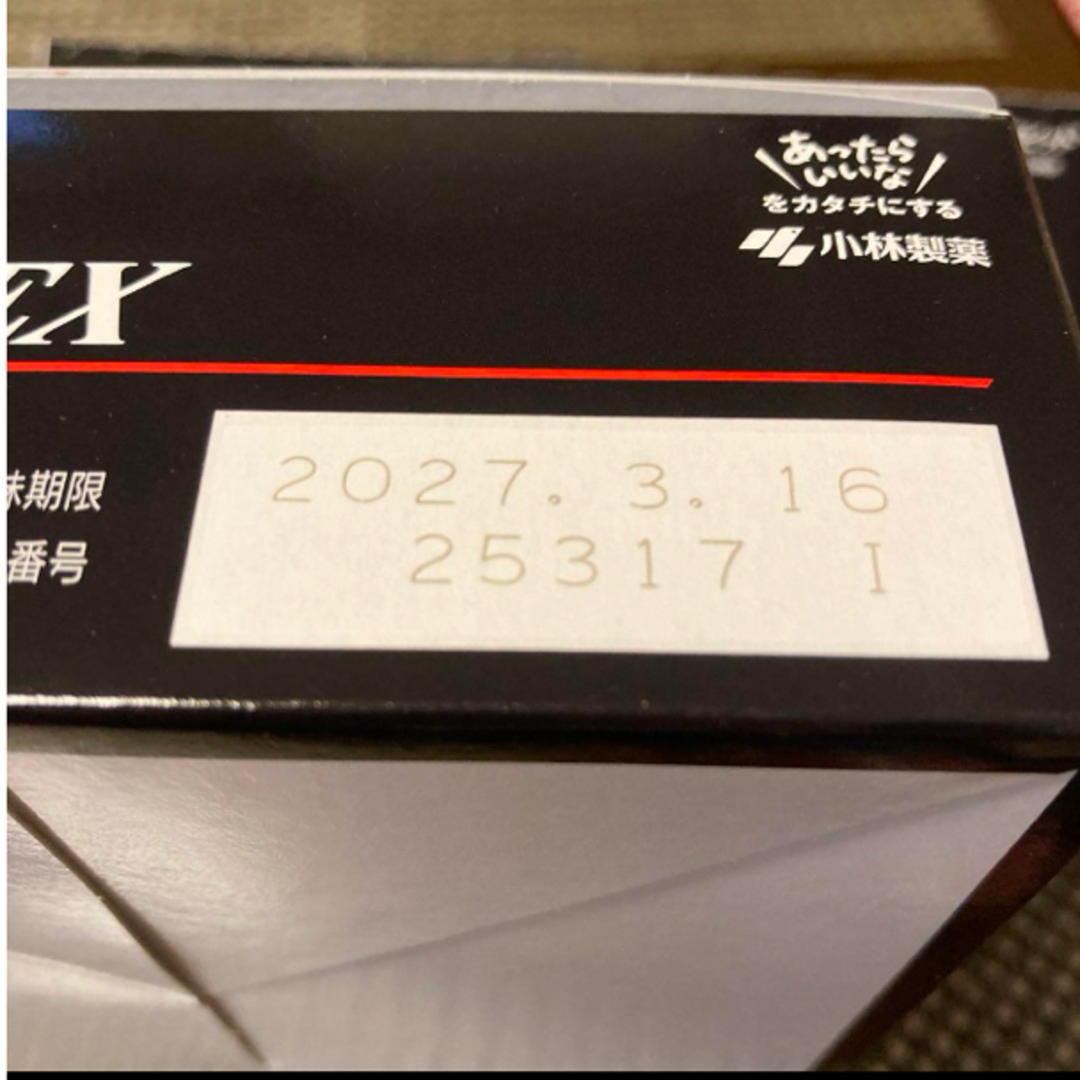 あったら
いいな
をカタチにする
小林製薬
EX
味期限 2027. 3. 16
番号 25317 I